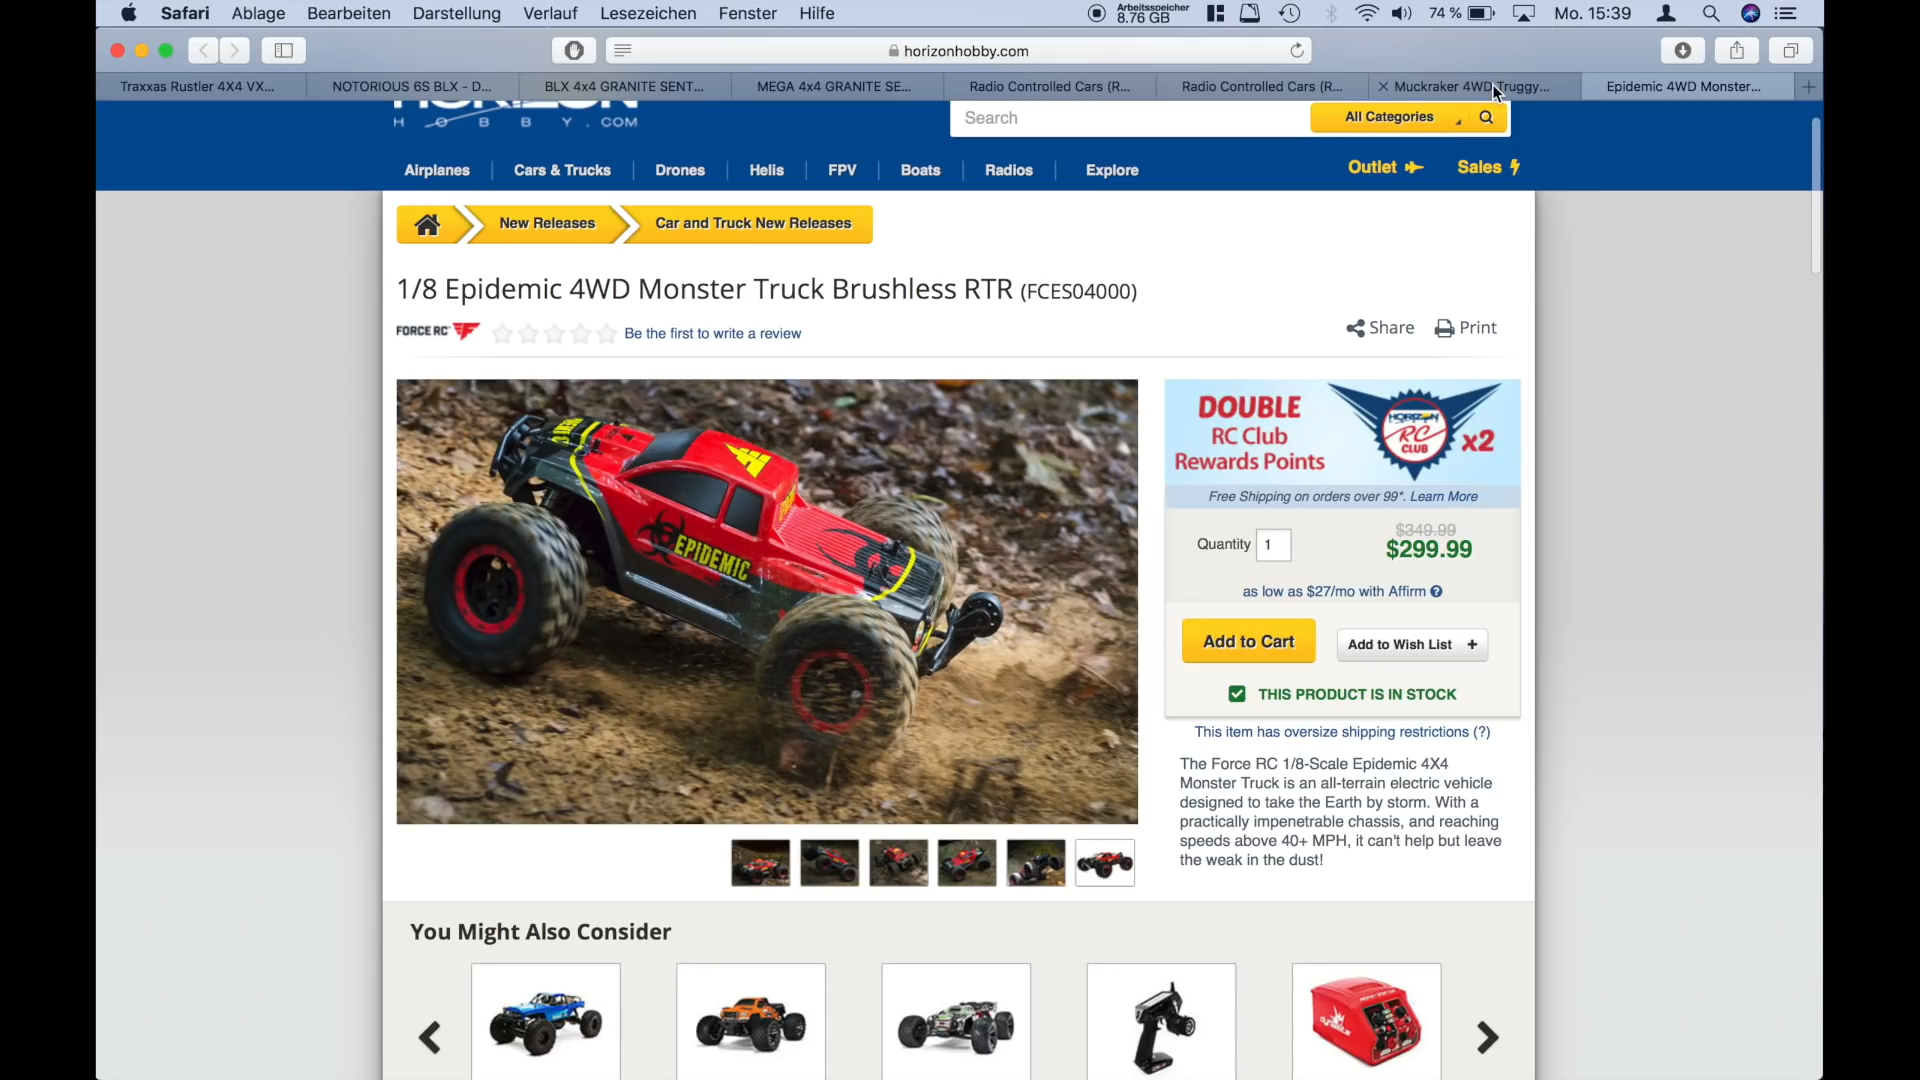 Safari Ablage Bearbeiten Darstellung Verlauf Lesezeichen Fenster Hilfe Arbeitsspeicher 8.76 GB 74 % Mo. 15:39
horizonhobby.com
Traxxas Rustler 4X4 VX... NOTORIOUS 6S BLX - D... BLX 4x4 GRANITE SENT... MEGA 4x4 GRANITE SE... Radio Controlled Cars (R... Radio Controlled Cars (R... Muckraker 4WD Truggy... Epidemic 4WD Monster...
HORIZON
HOBBY.COM
Search All Categories
Airplanes Cars & Trucks Drones Helis FPV Boats Radios Explore Outlet Sales
New Releases Car and Truck New Releases
1/8 Epidemic 4WD Monster Truck Brushless RTR (FCES04000)
FORCE RC Be the first to write a review Share Print
EPIDEMIC
DOUBLE
RC Club
Rewards Points
HORIZON
RC
CLUB
x2
Free Shipping on orders over 99*. Learn More
$349.99
Quantity 1 $299.99
as low as $27/mo with Affirm ?
Add to Cart Add to Wish List +
THIS PRODUCT IS IN STOCK
This item has oversize shipping restrictions (?)
The Force RC 1/8-Scale Epidemic 4X4
Monster Truck is an all-terrain electric vehicle
designed to take the Earth by storm. With a
practically impenetrable chassis, and reaching
speeds above 40+ MPH, it can't help but leave
the weak in the dust!
You Might Also Consider